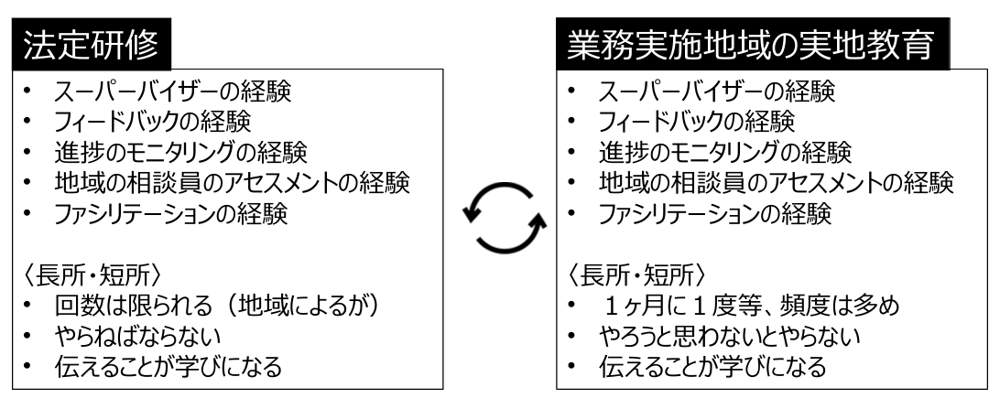 法定研修
• スーパーバイザーの経験
• フィードバックの経験
• 進捗のモニタリングの経験
• 地域の相談員のアセスメントの経験
• ファシリテーションの経験
〈長所・短所〉
• 回数は限られる（地域によるが）
• やらねばならない
• 伝えることが学びになる
業務実施地域の実地教育
• スーパーバイザーの経験
• フィードバックの経験
• 進捗のモニタリングの経験
• 地域の相談員のアセスメントの経験
• ファシリテーションの経験
〈長所・短所〉
• １ヶ月に１度等、頻度は多め
• やろうと思わないとやらない
• 伝えることが学びになる